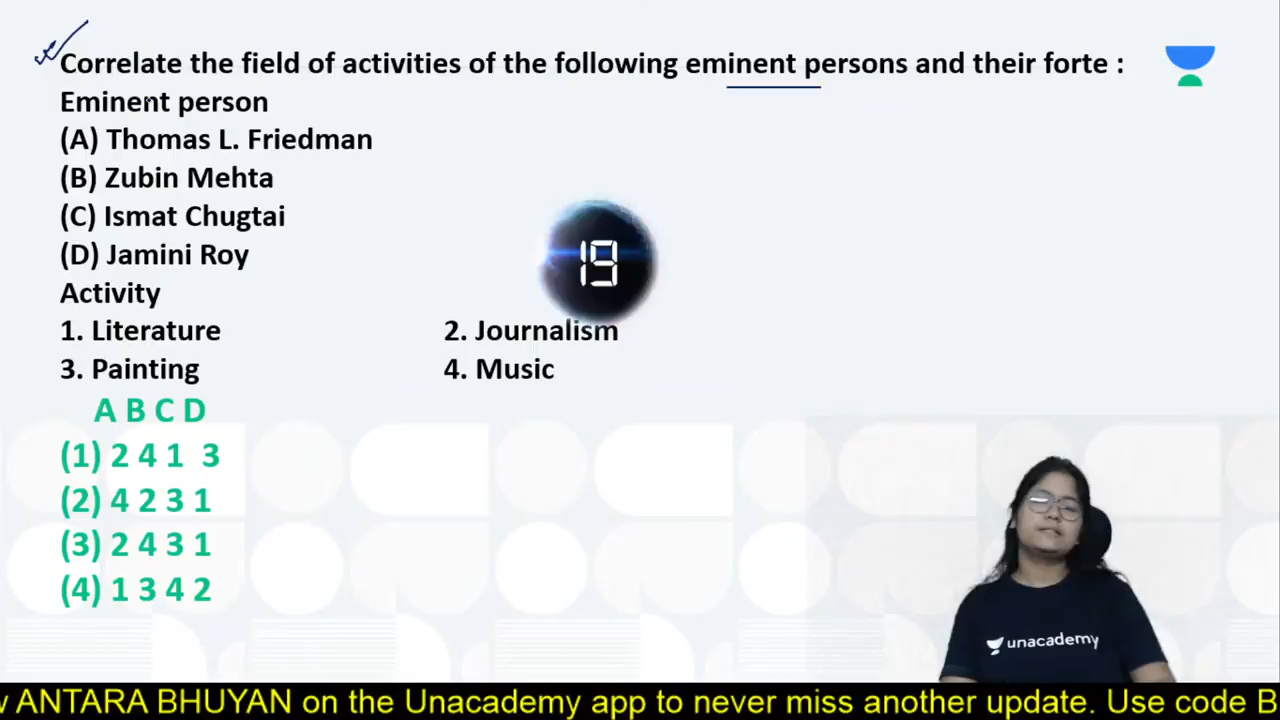 Correlate the field of activities of the following eminent persons and their forte :
Eminent person
(A) Thomas L. Friedman
(B) Zubin Mehta
(C) Ismat Chugtai
(D) Jamini Roy
19
Activity
1. Literature 2. Journalism
3. Painting 4. Music
A B C D
(1) 2 4 1 3
(2) 4 2 3 1
(3) 2 4 3 1
(4) 1 3 4 2
unacademy
ANTARA BHUYAN on the Unacademy app to never miss another update. Use code